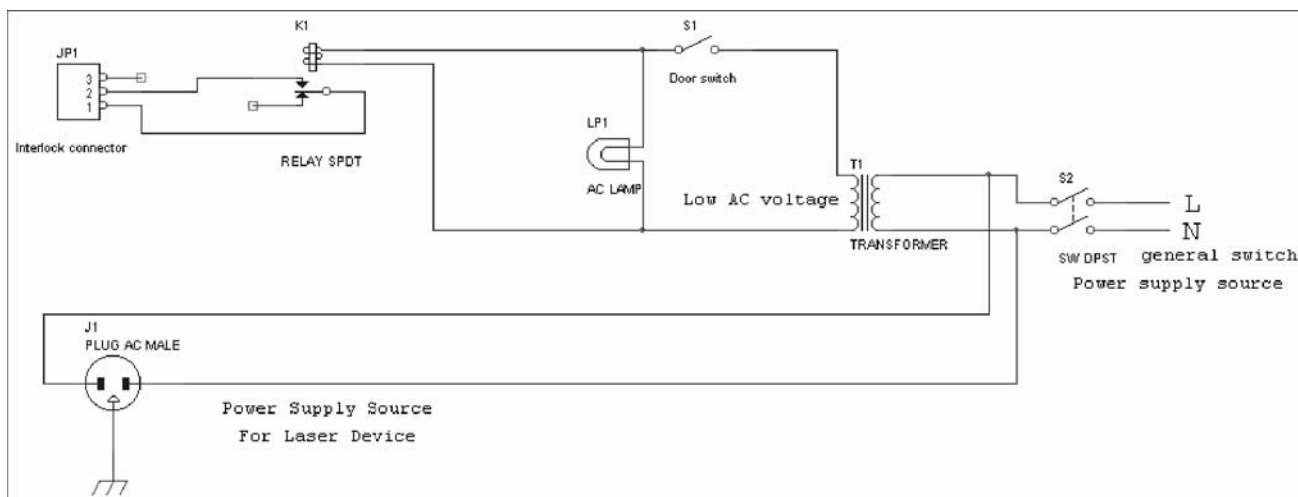 K1
S1
JP1
3
2
1
Door switch
Interlock connector
LP1
RELAY SPDT
T1
S2
AC LAMP
Low AC voltage
L
N
TRANSFORMER
SW DPST
general switch
Power supply source
J1
PLUG AC MALE
Power Supply Source
For Laser Device